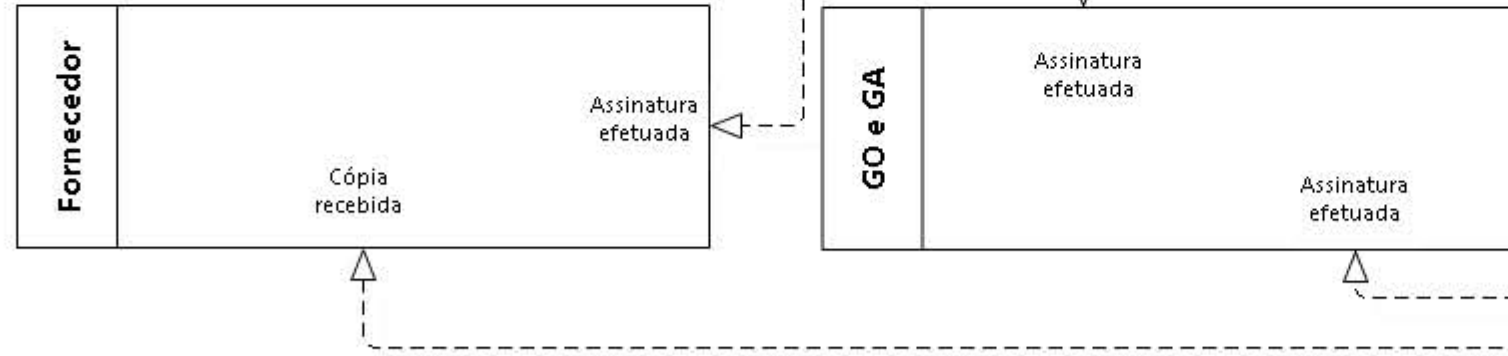 Fornecedor
Assinatura
efetuada
Cópia
recebida
GO e GA
Assinatura
efetuada
Assinatura
efetuada